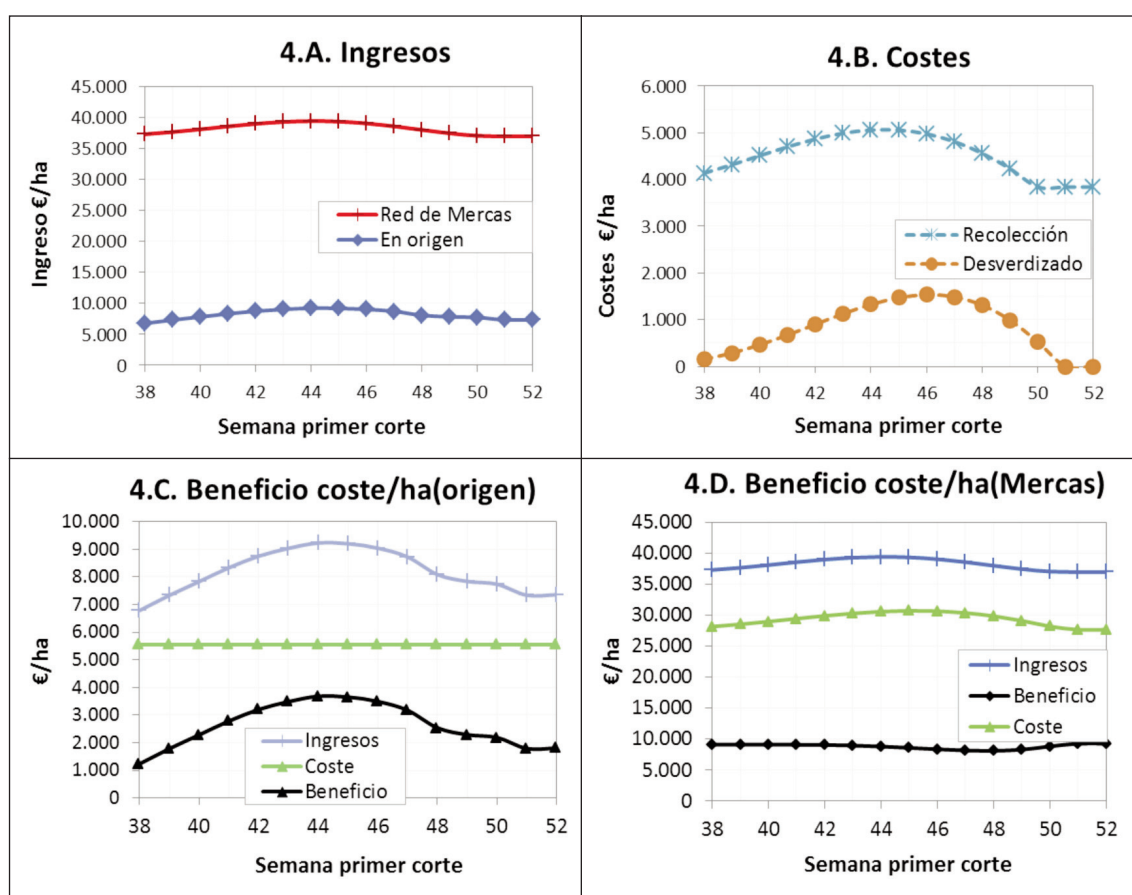 4.A. Ingresos
45.000
40.000
35.000
30.000
25.000
20.000
15.000
10.000
5.000
0
Ingreso €/ha
Red de Mercas
En origen
38 40 42 44 46 48 50 52
Semana primer corte
4.B. Costes
6.000
5.000
4.000
3.000
2.000
1.000
0
Costes €/ha
Recolección
Desverdizado
38 40 42 44 46 48 50 52
Semana primer corte
4.C. Beneficio coste/ha(origen)
10.000
9.000
8.000
7.000
6.000
5.000
4.000
3.000
2.000
1.000
0
€/ha
Ingresos
Coste
Beneficio
38 40 42 44 46 48 50 52
Semana primer corte
4.D. Beneficio coste/ha(Mercas)
45.000
40.000
35.000
30.000
25.000
20.000
15.000
10.000
5.000
0
€/ha
Ingresos
Beneficio
Coste
38 40 42 44 46 48 50 52
Semana primer corte